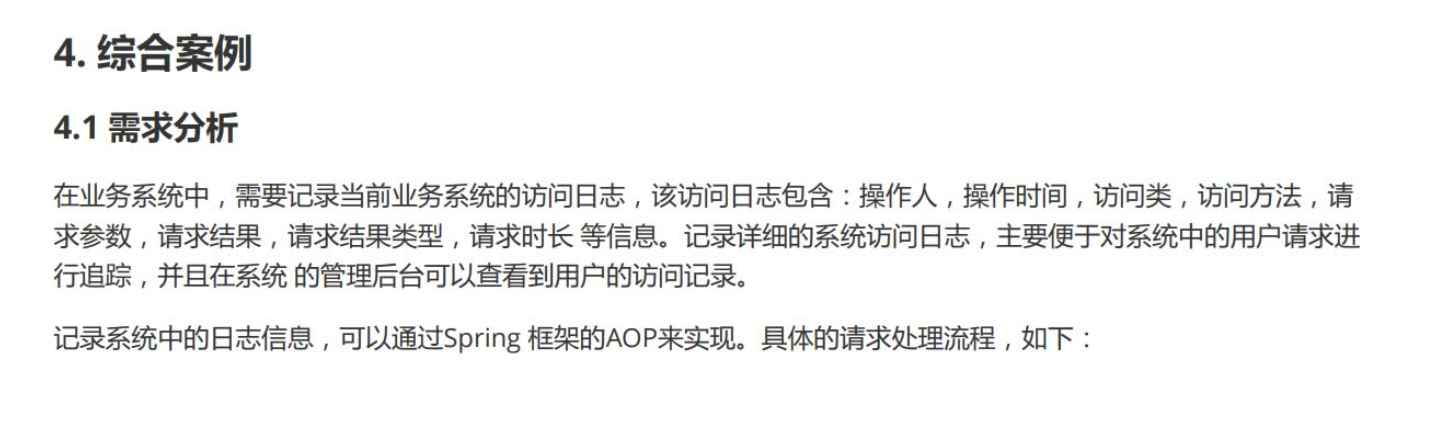 4. 综合案例
4.1 需求分析
在业务系统中，需要记录当前业务系统的访问日志，该访问日志包含：操作人，操作时间，访问类，访问方法，请
求参数，请求结果，请求结果类型，请求时长 等信息。记录详细的系统访问日志，主要便于对系统中的用户请求进
行追踪，并且在系统 的管理后台可以查看到用户的访问记录。
记录系统中的日志信息，可以通过Spring 框架的AOP来实现。具体的请求处理流程，如下：